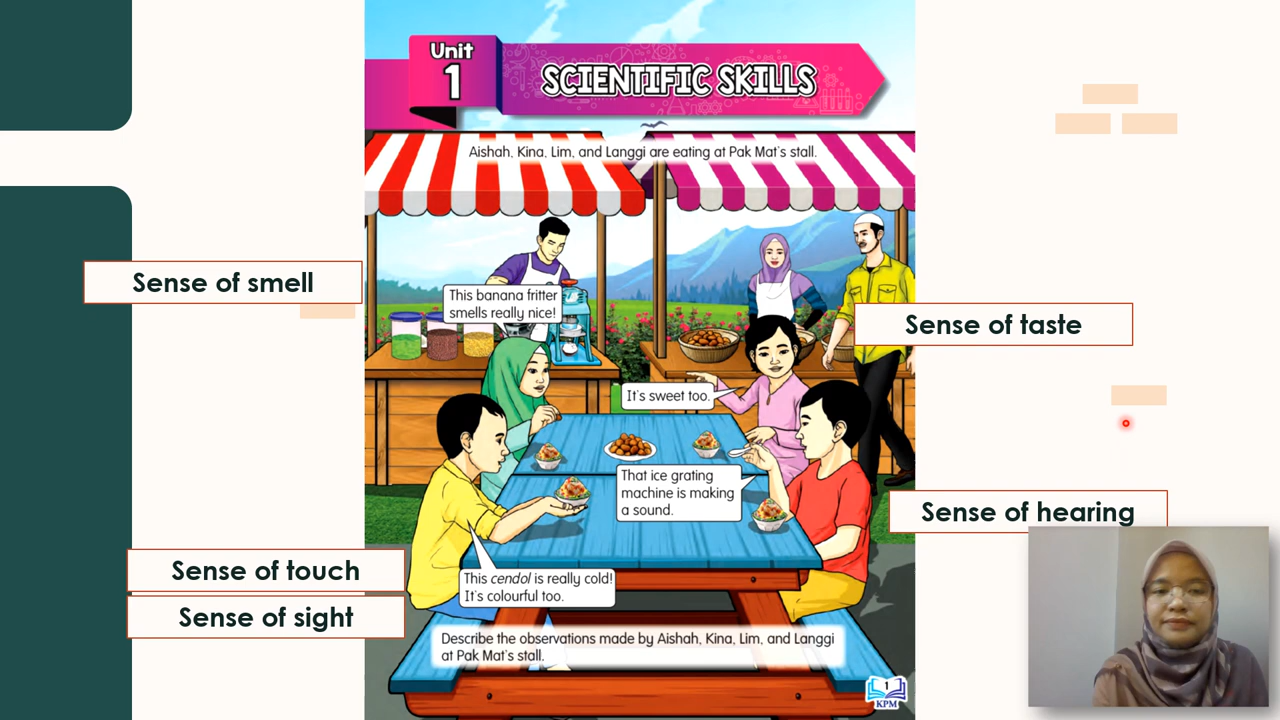 Unit
1
SCIENTIFIC SKILLS
Aishah, Kina, Lim, and Langgi are eating at Pak Mat's stall.
Sense of smell
This banana fritter
smells really nice!
Sense of taste
It's sweet too.
That ice grating
machine is making
a sound.
Sense of hearing
Sense of touch
This cendol is really cold!
It's colourful too.
Sense of sight
Describe the observations made by Aishah, Kina, Lim, and Langgi
at Pak Mat's stall.
1
KPM